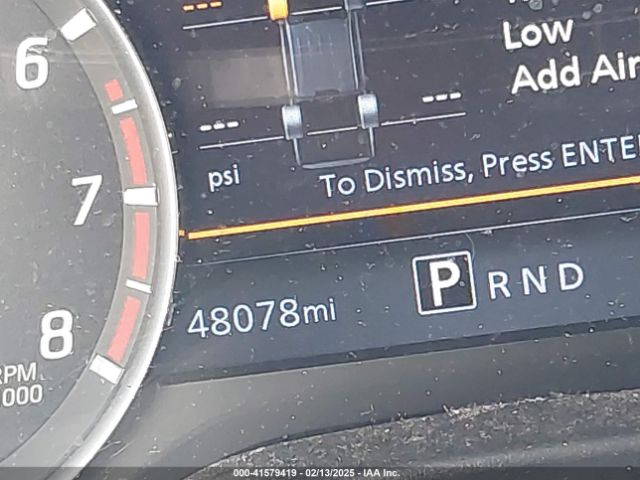 ---
Low
Add Air
6
--- ---
psi
7
To Dismiss, Press ENTE
P R N D
48078mi
8
RPM
000
000-41579419 - 02/13/2025 - IAA Inc.